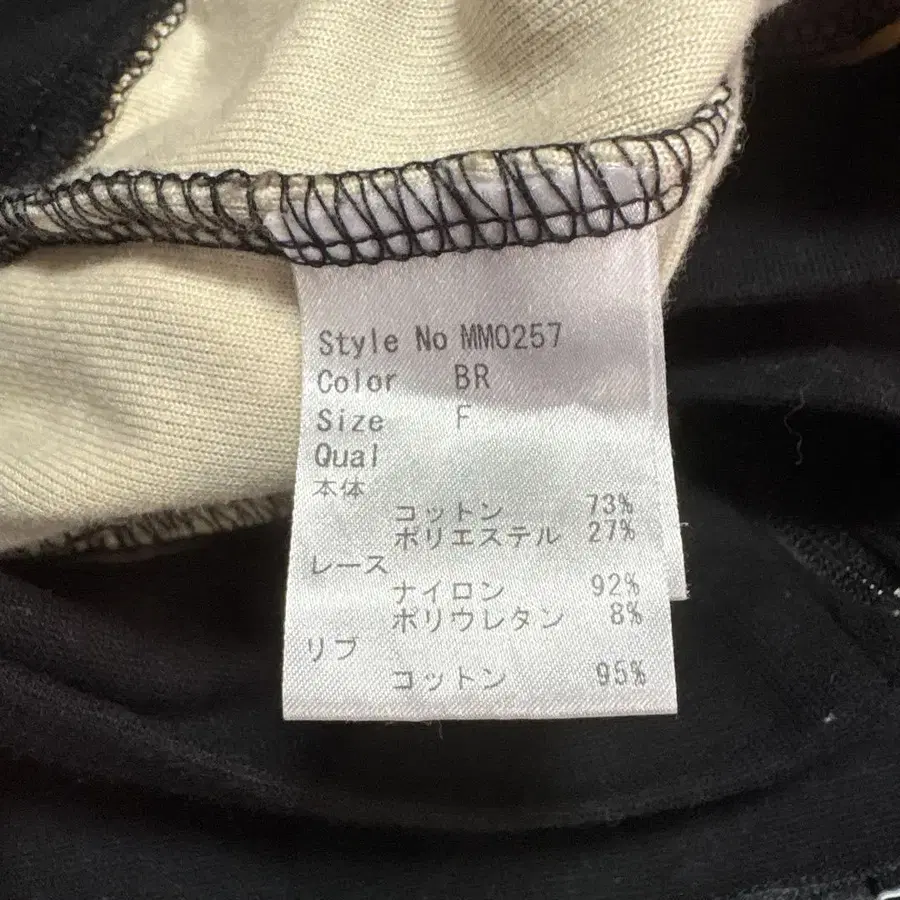 Style No MM0257
Color BR
Size F
Qual
本体
コットン 73%
ポリエステル 27%
レース
ナイロン 92%
ポリウレタン 8%
リブ
コットン 95%